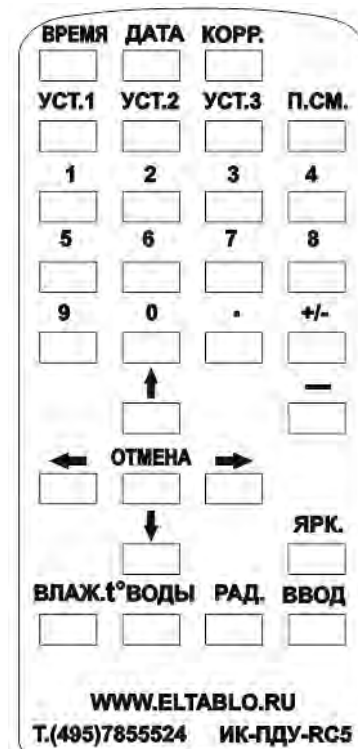 ВРЕМЯ ДАТА КОРР.
УСТ.1 УСТ.2 УСТ.3 П.СМ.
1 2 3 4
5 6 7 8
9 0 . +/-
—
ОТМЕНА
ЯРК.
ВЛАЖ. t°ВОДЫ РАД. ВВОД
WWW.ELTABLO.RU
Т.(495)7855524 ИК-ПДУ-RC5